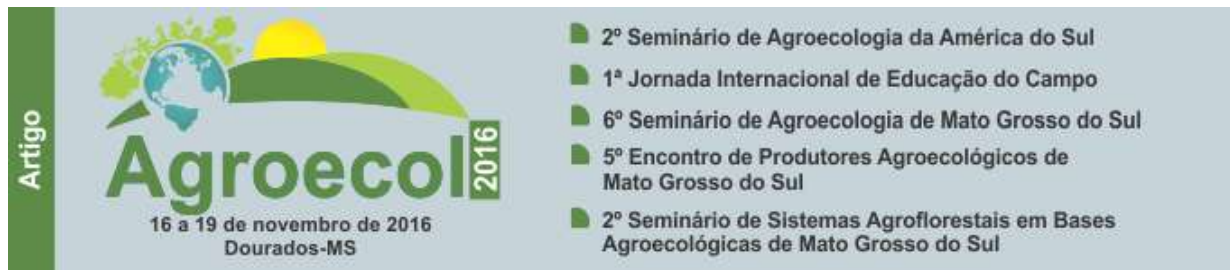 Artigo
Agroecol
2016
16 a 19 de novembro de 2016
Dourados-MS
2º Seminário de Agroecologia da América do Sul
1ª Jornada Internacional de Educação do Campo
6º Seminário de Agroecologia de Mato Grosso do Sul
5º Encontro de Produtores Agroecológicos de
Mato Grosso do Sul
2º Seminário de Sistemas Agroflorestais em Bases
Agroecológicas de Mato Grosso do Sul